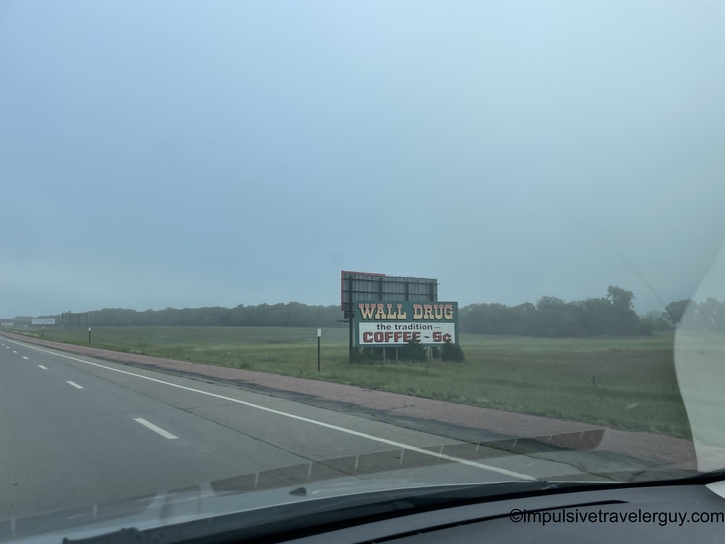 WALL DRUG
the tradition...
COFFEE ~ 5¢
©impulsivetravelerguy.com